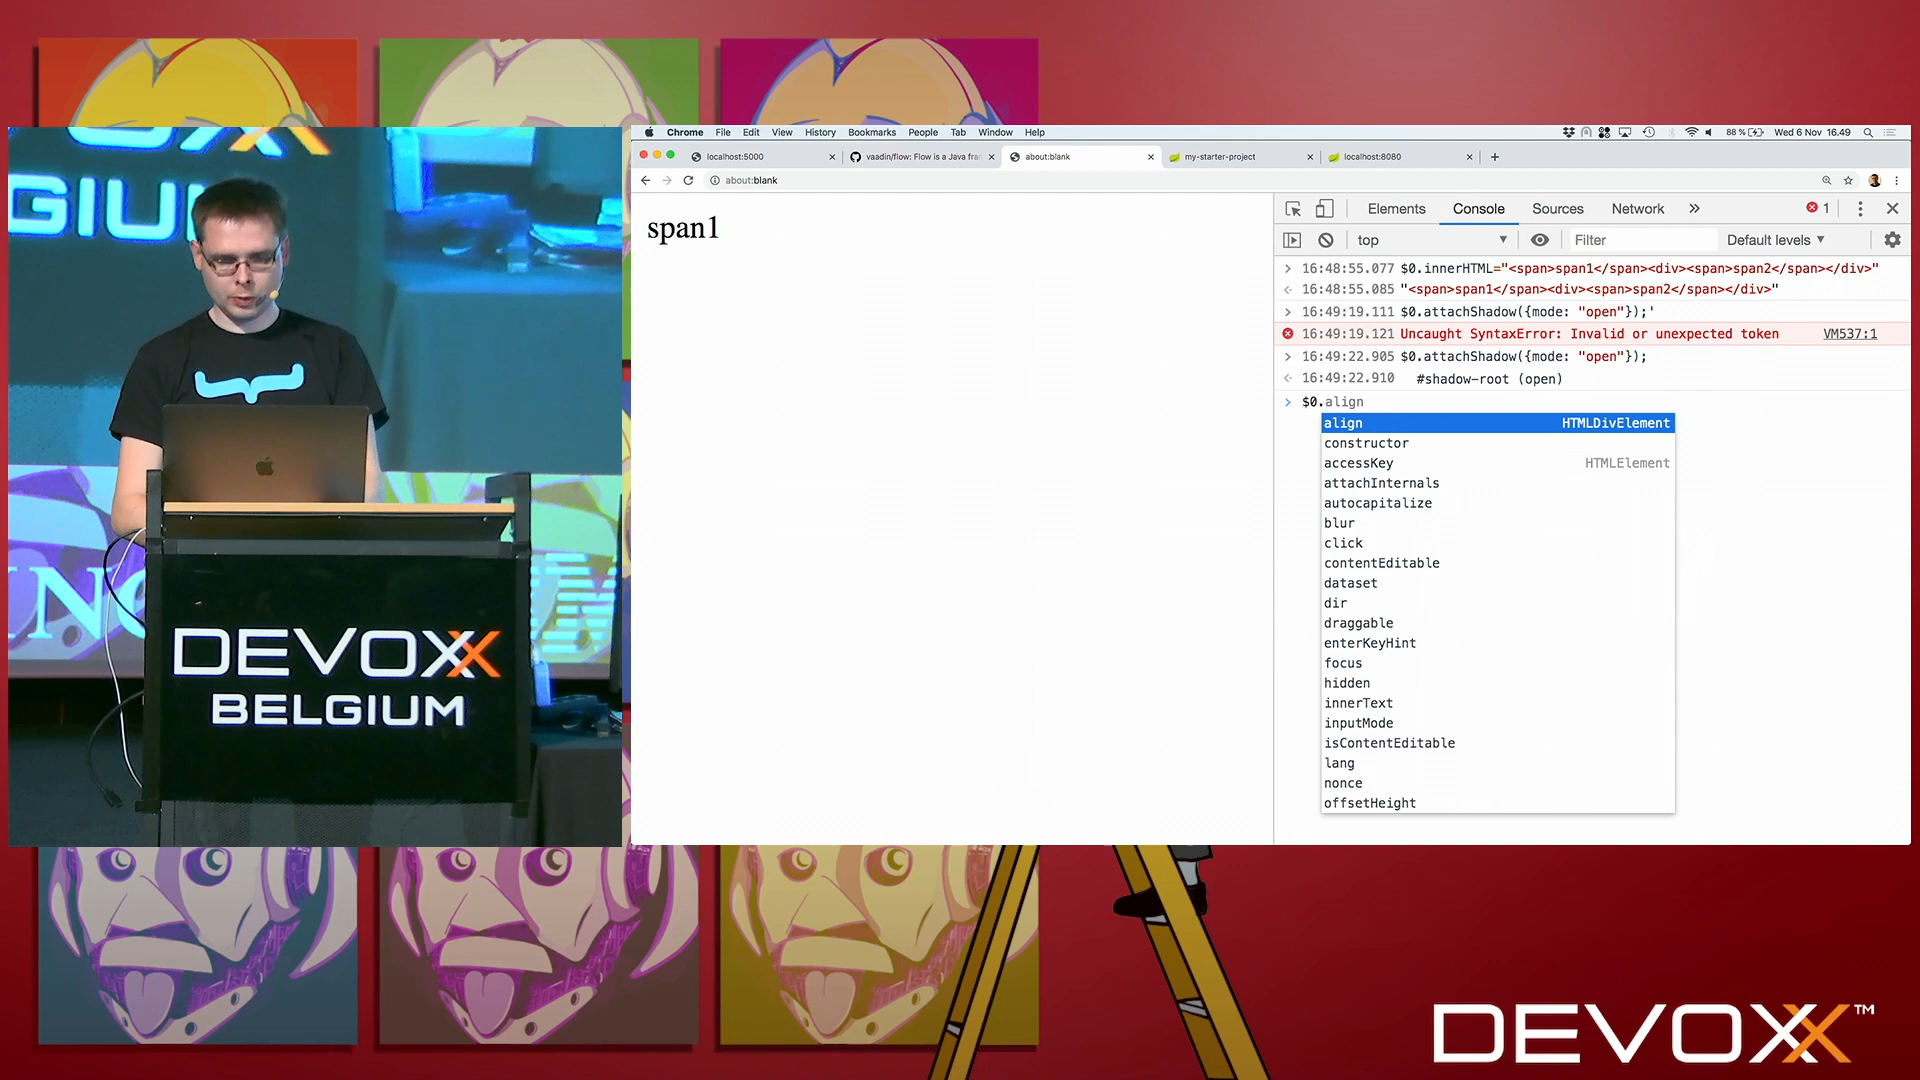 GIUM
DEVOXX
BELGIUM
Chrome File Edit View History Bookmarks People Tab Window Help
88 % Wed 6 Nov 16.49
localhost:5000
vaadin/flow: Flow is a Java fra
about:blank
my-starter-project
localhost:8080
about:blank
span1
Elements Console Sources Network 1
top Filter Default levels
16:48:55.077 $0.innerHTML="<span>span1</span><div><span>span2</span></div>"
16:48:55.085 "<span>span1</span><div><span>span2</span></div>"
16:49:19.111 $0.attachShadow({mode: "open"});'
16:49:19.121 Uncaught SyntaxError: Invalid or unexpected token VM537:1
16:49:22.905 $0.attachShadow({mode: "open"});
16:49:22.910 #shadow-root (open)
> $0.align
align HTMLDivElement
constructor
accessKey HTMLElement
attachInternals
autocapitalize
blur
click
contentEditable
dataset
dir
draggable
enterKeyHint
focus
hidden
innerText
inputMode
isContentEditable
lang
nonce
offsetHeight
DEVOXX™